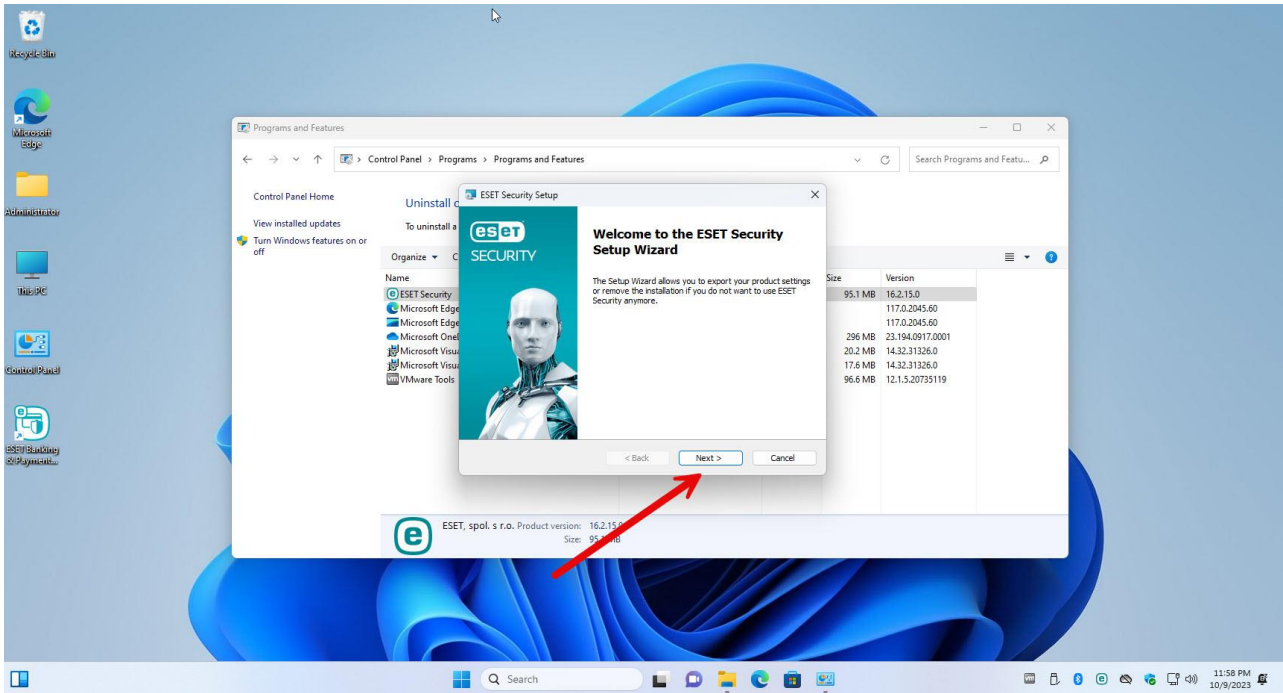 Recycle Bin
Microsoft
Edge
Administrator
This PC
Control Panel
ESET Banking
& Payment...
Programs and Features
Control Panel > Programs > Programs and Features
Search Programs and Featu...
Control Panel Home
View installed updates
Turn Windows features on or
off
Uninstall o
To uninstall a
Organize
Name
Size
Version
ESET Security
95.1 MB
16.2.15.0
Microsoft Edge
117.0.2045.60
Microsoft Edge
117.0.2045.60
Microsoft OneD
296 MB
23.194.0917.0001
Microsoft Visua
20.2 MB
14.32.31326.0
Microsoft Visua
17.6 MB
14.32.31326.0
vm VMware Tools
96.6 MB
12.1.5.20735119
ESET Security Setup
eset
SECURITY
Welcome to the ESET Security
Setup Wizard
The Setup Wizard allows you to export your product settings
or remove the installation if you do not want to use ESET
Security anymore.
< Back
Next >
Cancel
e
ESET, spol. s r.o. Product version: 16.2.15.0
Size:
Search
11:58 PM
10/9/2023